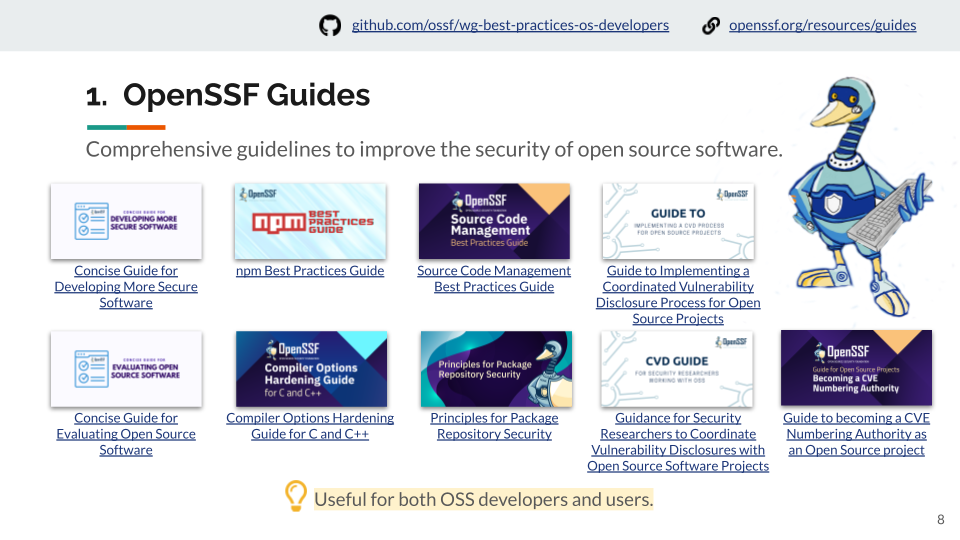 github.com/ossf/wg-best-practices-os-developers
openssf.org/resources/guides
1. OpenSSF Guides
Comprehensive guidelines to improve the security of open source software.
CONCISE GUIDE FOR
DEVELOPING MORE
SECURE SOFTWARE
Concise Guide for
Developing More Secure
Software
OpenSSF
npm BEST
PRACTICES
GUIDE
npm Best Practices Guide
OpenSSF
Source Code
Management
Best Practices Guide
Source Code Management
Best Practices Guide
OpenSSF
GUIDE TO
IMPLEMENTING A CVD PROCESS
FOR OPEN SOURCE PROJECTS
Guide to Implementing a
Coordinated Vulnerability
Disclosure Process for Open
Source Projects
CONCISE GUIDE FOR
EVALUATING OPEN
SOURCE SOFTWARE
Concise Guide for
Evaluating Open Source
Software
OpenSSF
Compiler Options
Hardening Guide
for C and C++
Compiler Options Hardening
Guide for C and C++
Principles for Package
Repository Security
Principles for Package
Repository Security
OpenSSF
CVD GUIDE
FOR SECURITY RESEARCHERS
WORKING WITH OSS
Guidance for Security
Researchers to Coordinate
Vulnerability Disclosures with
Open Source Software Projects
OpenSSF
Guide for Open Source Projects
Becoming a CVE
Numbering Authority
Guide to becoming a CVE
Numbering Authority as
an Open Source project
Useful for both OSS developers and users.
8